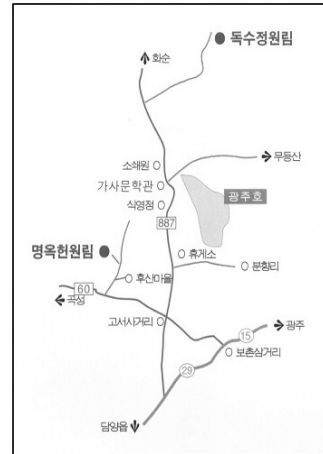 독수정원림
화순
소쇄원
무등산
가사문학관
식영정
광주호
887
명옥헌원림
휴게소
분향리
후산마을
60
곡성
고서사거리
15
광주
보촌삼거리
29
담양읍